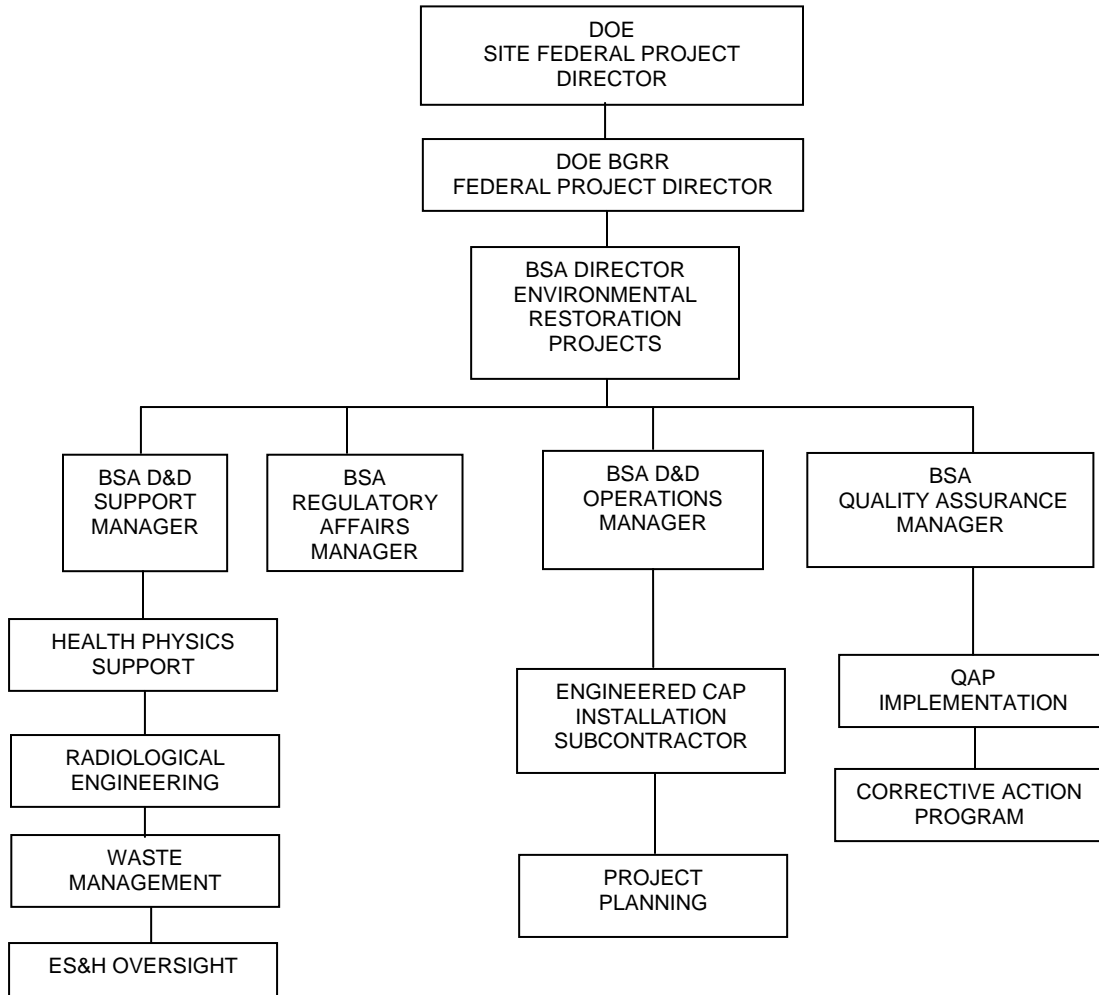 DOE
SITE FEDERAL PROJECT
DIRECTOR
DOE BGRR
FEDERAL PROJECT DIRECTOR
BSA DIRECTOR
ENVIRONMENTAL
RESTORATION
PROJECTS
BSA D&D
SUPPORT
MANAGER
BSA
REGULATORY
AFFAIRS
MANAGER
BSA D&D
OPERATIONS
MANAGER
BSA
QUALITY ASSURANCE
MANAGER
HEALTH PHYSICS
SUPPORT
RADIOLOGICAL
ENGINEERING
WASTE
MANAGEMENT
ES&H OVERSIGHT
ENGINEERED CAP
INSTALLATION
SUBCONTRACTOR
PROJECT
PLANNING
QAP
IMPLEMENTATION
CORRECTIVE ACTION
PROGRAM